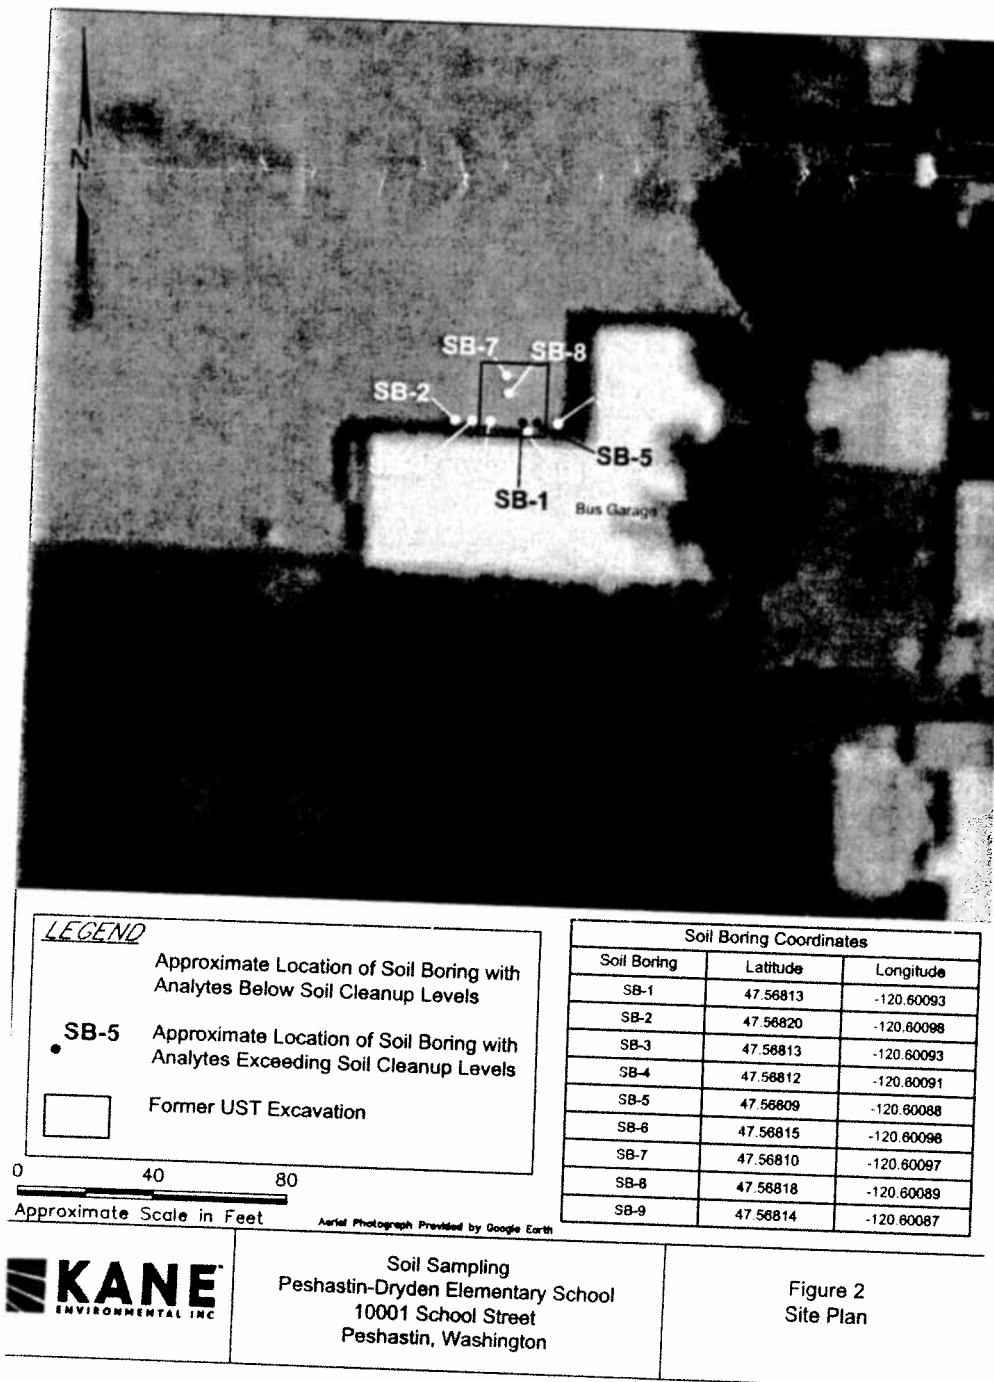 N
SB-7
SB-8
SB-2
SB-5
SB-1
Bus Garage
LEGEND
Approximate Location of Soil Boring with
Analytes Below Soil Cleanup Levels
SB-5
Approximate Location of Soil Boring with
Analytes Exceeding Soil Cleanup Levels
Former UST Excavation
0 40 80
Approximate Scale in Feet
Aerial Photograph Provided by Google Earth
Soil Boring Coordinates
Soil Boring Latitude Longitude
SB-1 47.56813 -120.60093
SB-2 47.56820 -120.60098
SB-3 47.56813 -120.60093
SB-4 47.56812 -120.60091
SB-5 47.56809 -120.60088
SB-6 47.56815 -120.60096
SB-7 47.56810 -120.60097
SB-8 47.56818 -120.60089
SB-9 47.56814 -120.60087
KANE
ENVIRONMENTAL INC
Soil Sampling
Peshastin-Dryden Elementary School
10001 School Street
Peshastin, Washington
Figure 2
Site Plan